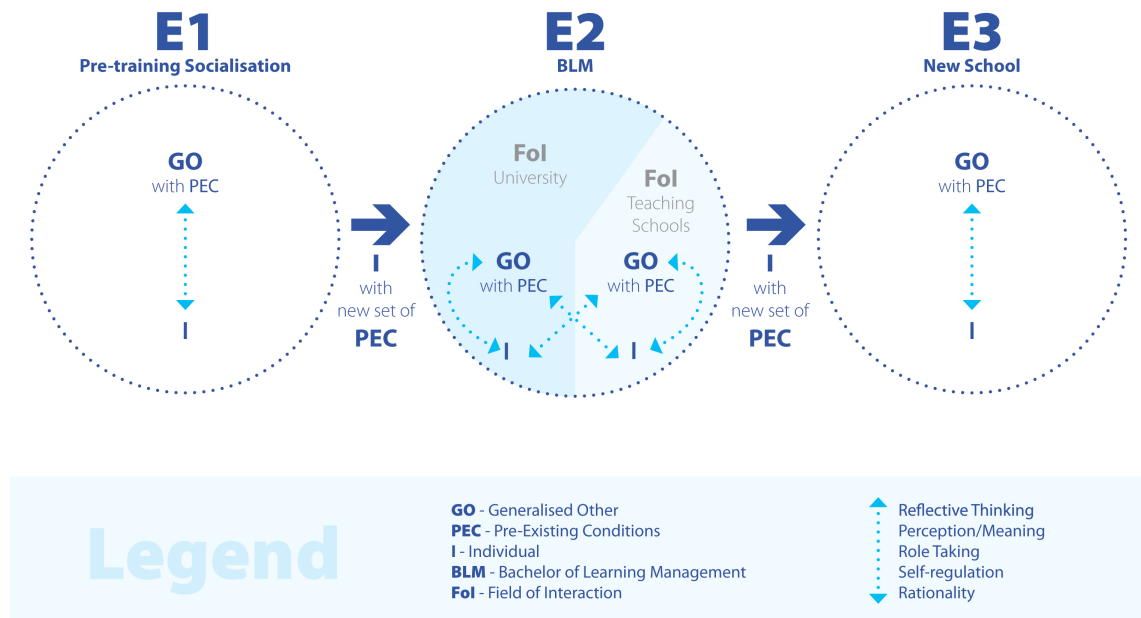 E1
Pre-training Socialisation
GO
with PEC
I
I
with
new set of
PEC
E2
BLM
FoI
University
FoI
Teaching
Schools
GO
with PEC
GO
with PEC
I
I
I
with
new set of
PEC
E3
New School
GO
with PEC
I
Legend
GO - Generalised Other
PEC - Pre-Existing Conditions
I - Individual
BLM - Bachelor of Learning Management
FoI - Field of Interaction
Reflective Thinking
Perception/Meaning
Role Taking
Self-regulation
Rationality